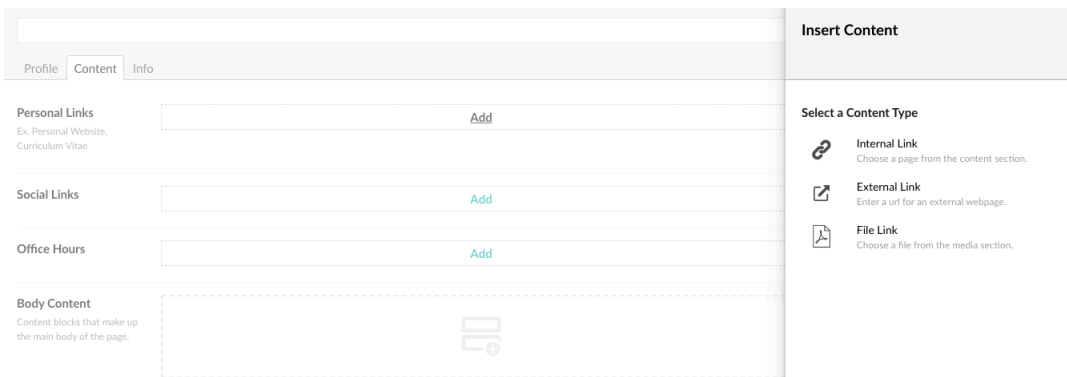 Insert Content
Profile Content Info
Personal Links
Ex. Personal Website,
Curriculum Vitae
Add
Social Links
Add
Office Hours
Add
Body Content
Content blocks that make up
the main body of the page.
Select a Content Type
Internal Link
Choose a page from the content section.
External Link
Enter a url for an external webpage.
File Link
Choose a file from the media section.